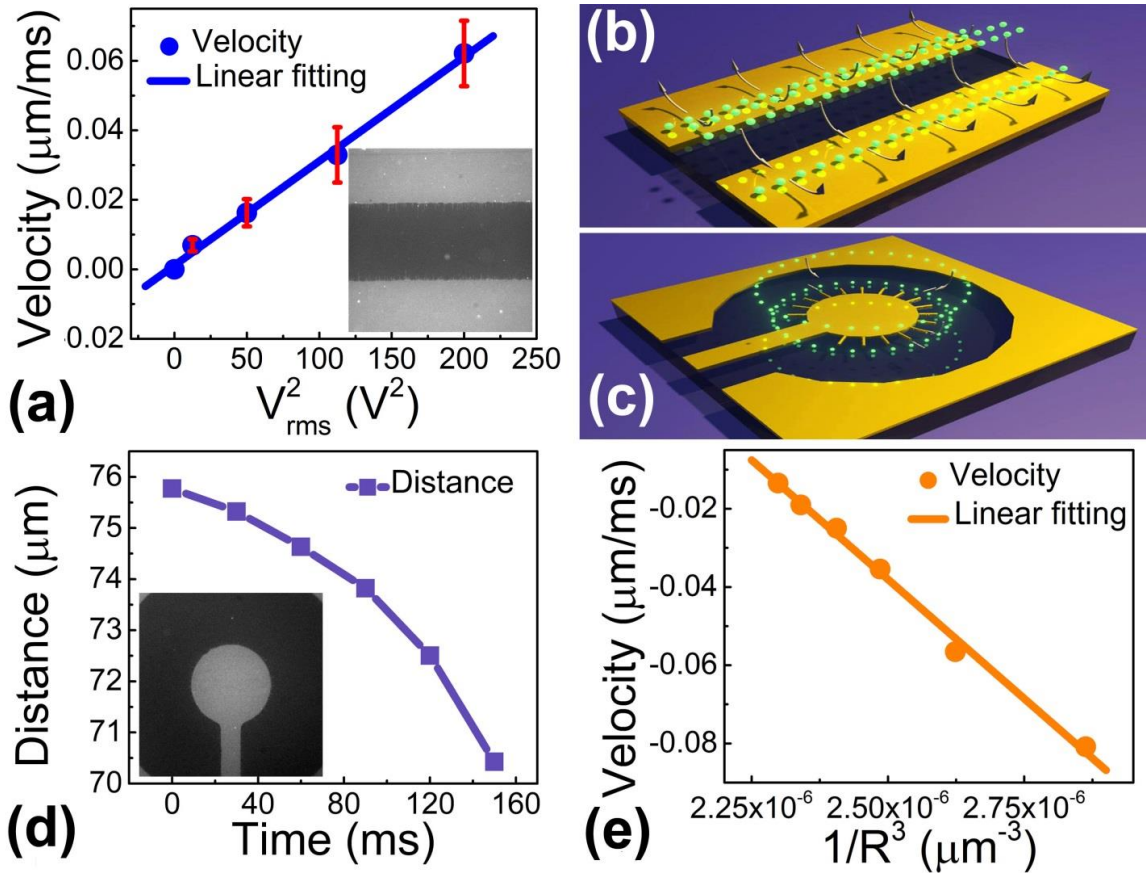 Velocity (μm/ms)
0.06
0.04
0.02
0.00
0.02
Velocity
Linear fitting
0 50 100 150 200 250
V²rms (V²)
(a)
(b)
(c)
Distance (μm)
76
75
74
73
72
71
70
Distance
0 40 80 120 160
Time (ms)
(d)
Velocity (μm/ms)
-0.02
-0.04
-0.06
-0.08
Velocity
Linear fitting
2.25x10⁻⁶ 2.50x10⁻⁶ 2.75x10⁻⁶
1/R³ (μm⁻³)
(e)